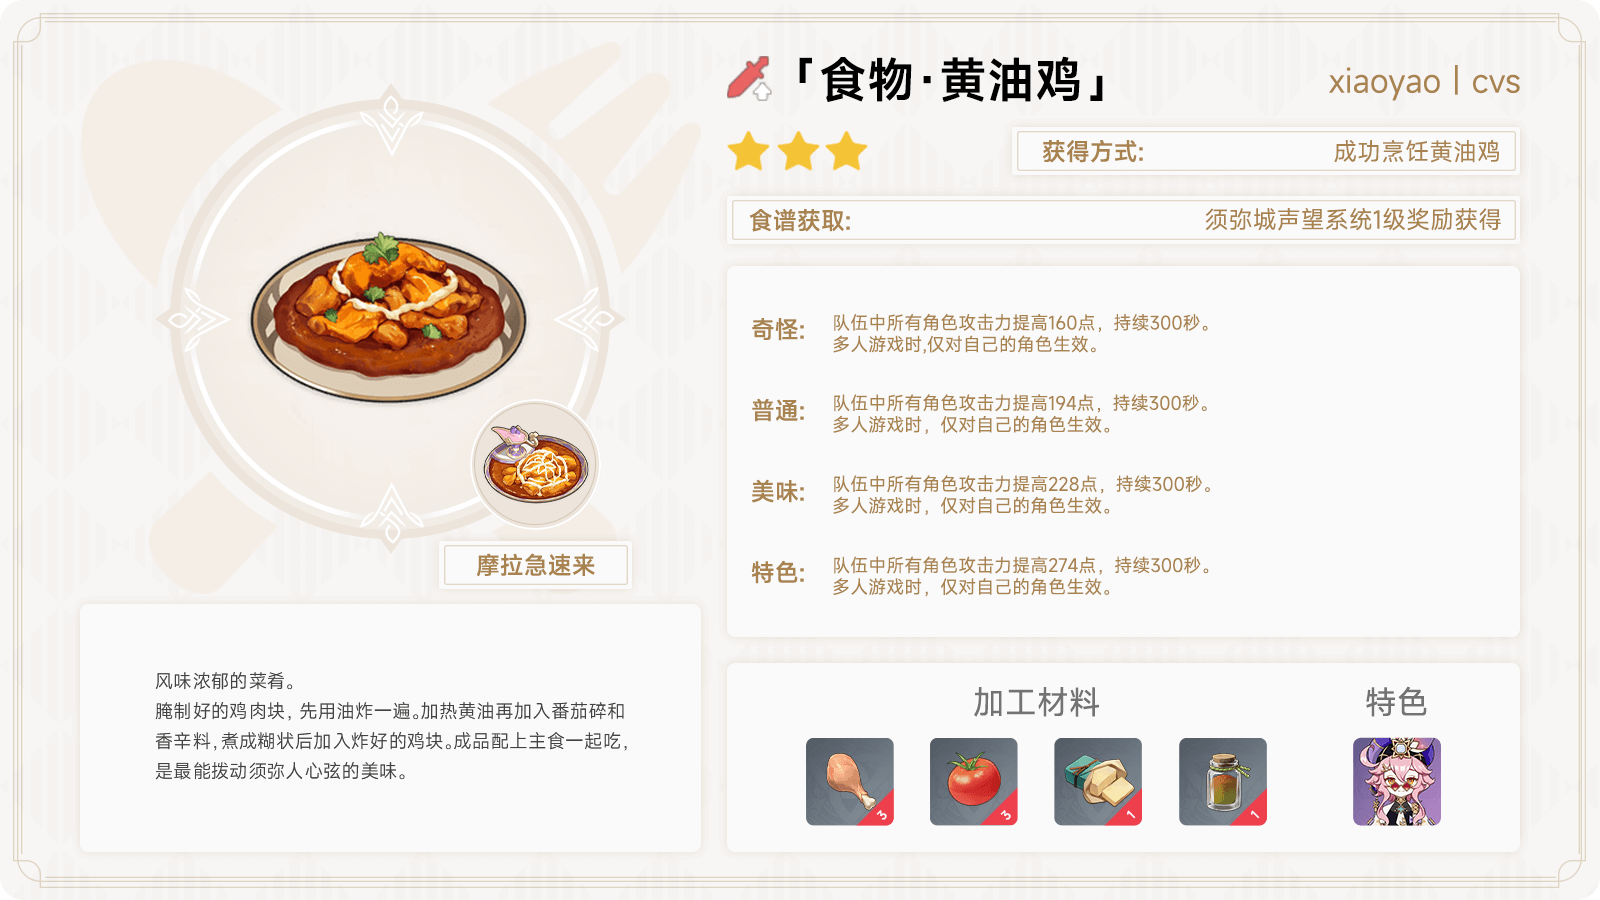 「食物·黄油鸡」
xiaoyao | cvs
获得方式:
成功烹饪黄油鸡
食谱获取:
须弥城声望系统1级奖励获得
奇怪:
队伍中所有角色攻击力提高160点，持续300秒。
多人游戏时,仅对自己的角色生效。
普通:
队伍中所有角色攻击力提高194点，持续300秒。
多人游戏时，仅对自己的角色生效。
美味:
队伍中所有角色攻击力提高228点，持续300秒。
多人游戏时，仅对自己的角色生效。
特色:
队伍中所有角色攻击力提高274点，持续300秒。
多人游戏时，仅对自己的角色生效。
摩拉急速来
风味浓郁的菜肴。
腌制好的鸡肉块，先用油炸一遍。加热黄油再加入番茄碎和
香辛料，煮成糊状后加入炸好的鸡块。成品配上主食一起吃，
是最能拨动须弥人心弦的美味。
加工材料
特色
3
3
1
1